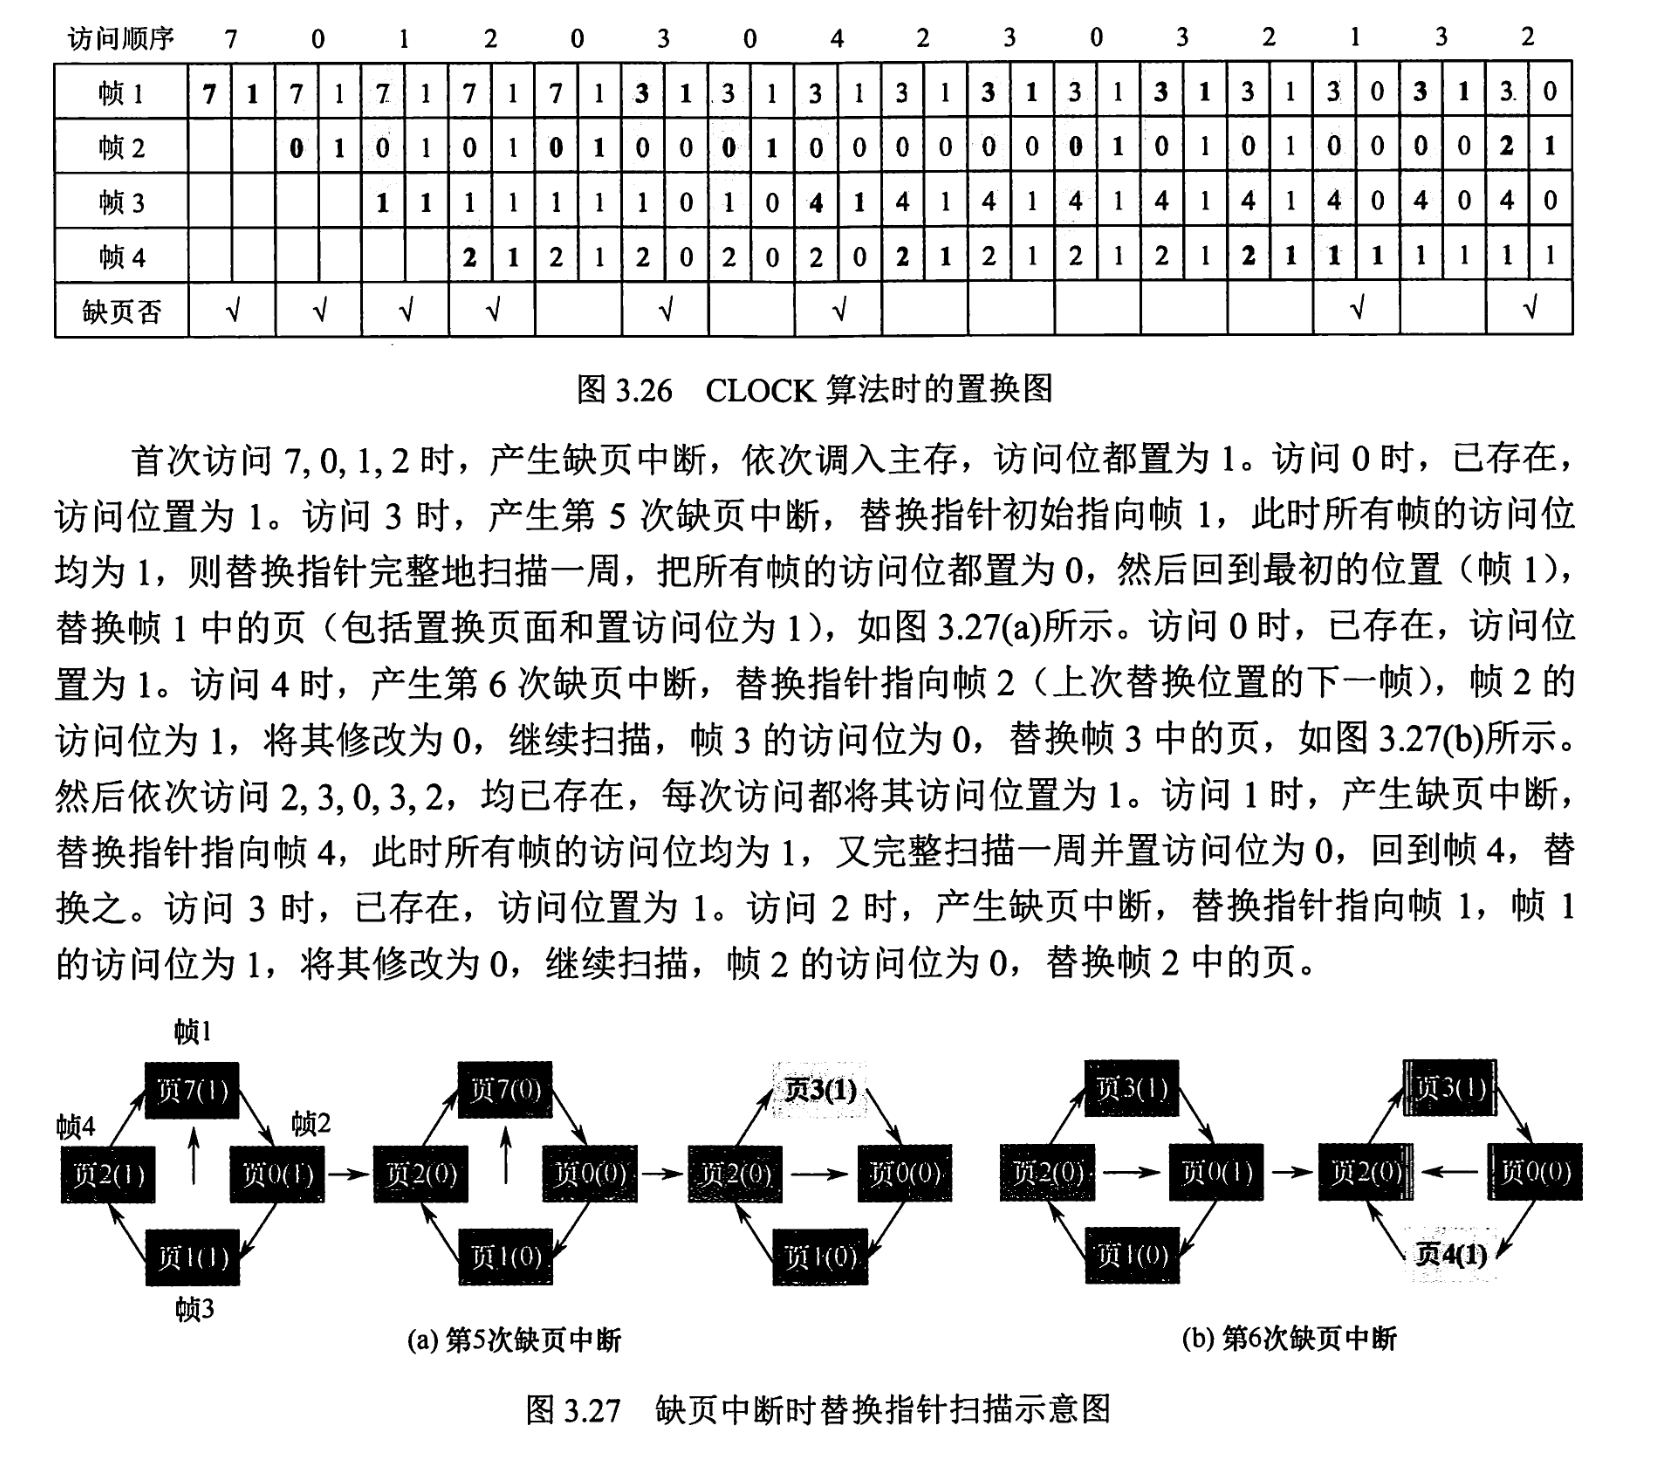 访问顺序 7 0 1 2 0 3 0 4 2 3 0 3 2 1 3 2
帧 1 7 1 7 1 7 1 7 1 7 1 3 1 3 1 3 1 3 1 3 1 3 1 3 1 3 1 3 0 3 1 3 0
帧 2 0 1 0 1 0 1 0 1 0 0 0 1 0 0 0 0 0 0 0 1 0 1 0 1 0 0 0 0 2 1
帧 3 1 1 1 1 1 1 1 0 1 0 4 1 4 1 4 1 4 1 4 1 4 1 4 0 4 0 4 0
帧 4 2 1 2 1 2 0 2 0 2 0 2 1 2 1 2 1 2 1 2 1 1 1 1 1 1 1
缺页否 √ √ √ √ √ √ √ √
图 3.26 CLOCK 算法时的置换图
首次访问 7, 0, 1, 2 时，产生缺页中断，依次调入主存，访问位都置为 1。访问 0 时，已存在，
访问位置为 1。访问 3 时，产生第 5 次缺页中断，替换指针初始指向帧 1，此时所有帧的访问位
均为 1，则替换指针完整地扫描一周，把所有帧的访问位都置为 0，然后回到最初的位置（帧 1），
替换帧 1 中的页（包括置换页面和置访问位为 1），如图 3.27(a)所示。访问 0 时，已存在，访问位
置为 1。访问 4 时，产生第 6 次缺页中断，替换指针指向帧 2（上次替换位置的下一帧），帧 2 的
访问位为 1，将其修改为 0，继续扫描，帧 3 的访问位为 0，替换帧 3 中的页，如图 3.27(b)所示。
然后依次访问 2, 3, 0, 3, 2，均已存在，每次访问都将其访问位置为 1。访问 1 时，产生缺页中断，
替换指针指向帧 4，此时所有帧的访问位均为 1，又完整扫描一周并置访问位为 0，回到帧 4，替
换之。访问 3 时，已存在，访问位置为 1。访问 2 时，产生缺页中断，替换指针指向帧 1，帧 1
的访问位为 1，将其修改为 0，继续扫描，帧 2 的访问位为 0，替换帧 2 中的页。
帧1
页7(1) 页7(0) 页3(1) 页3(1) 页3(1)
帧4 帧2
页2(1) 页0(1) 页2(0) 页0(0) 页2(0) 页0(0) 页2(0) 页0(1) 页2(0) 页0(0)
页1(1) 页1(0) 页1(0) 页1(0) 页4(1)
帧3
(a) 第5次缺页中断 (b) 第6次缺页中断
图 3.27 缺页中断时替换指针扫描示意图